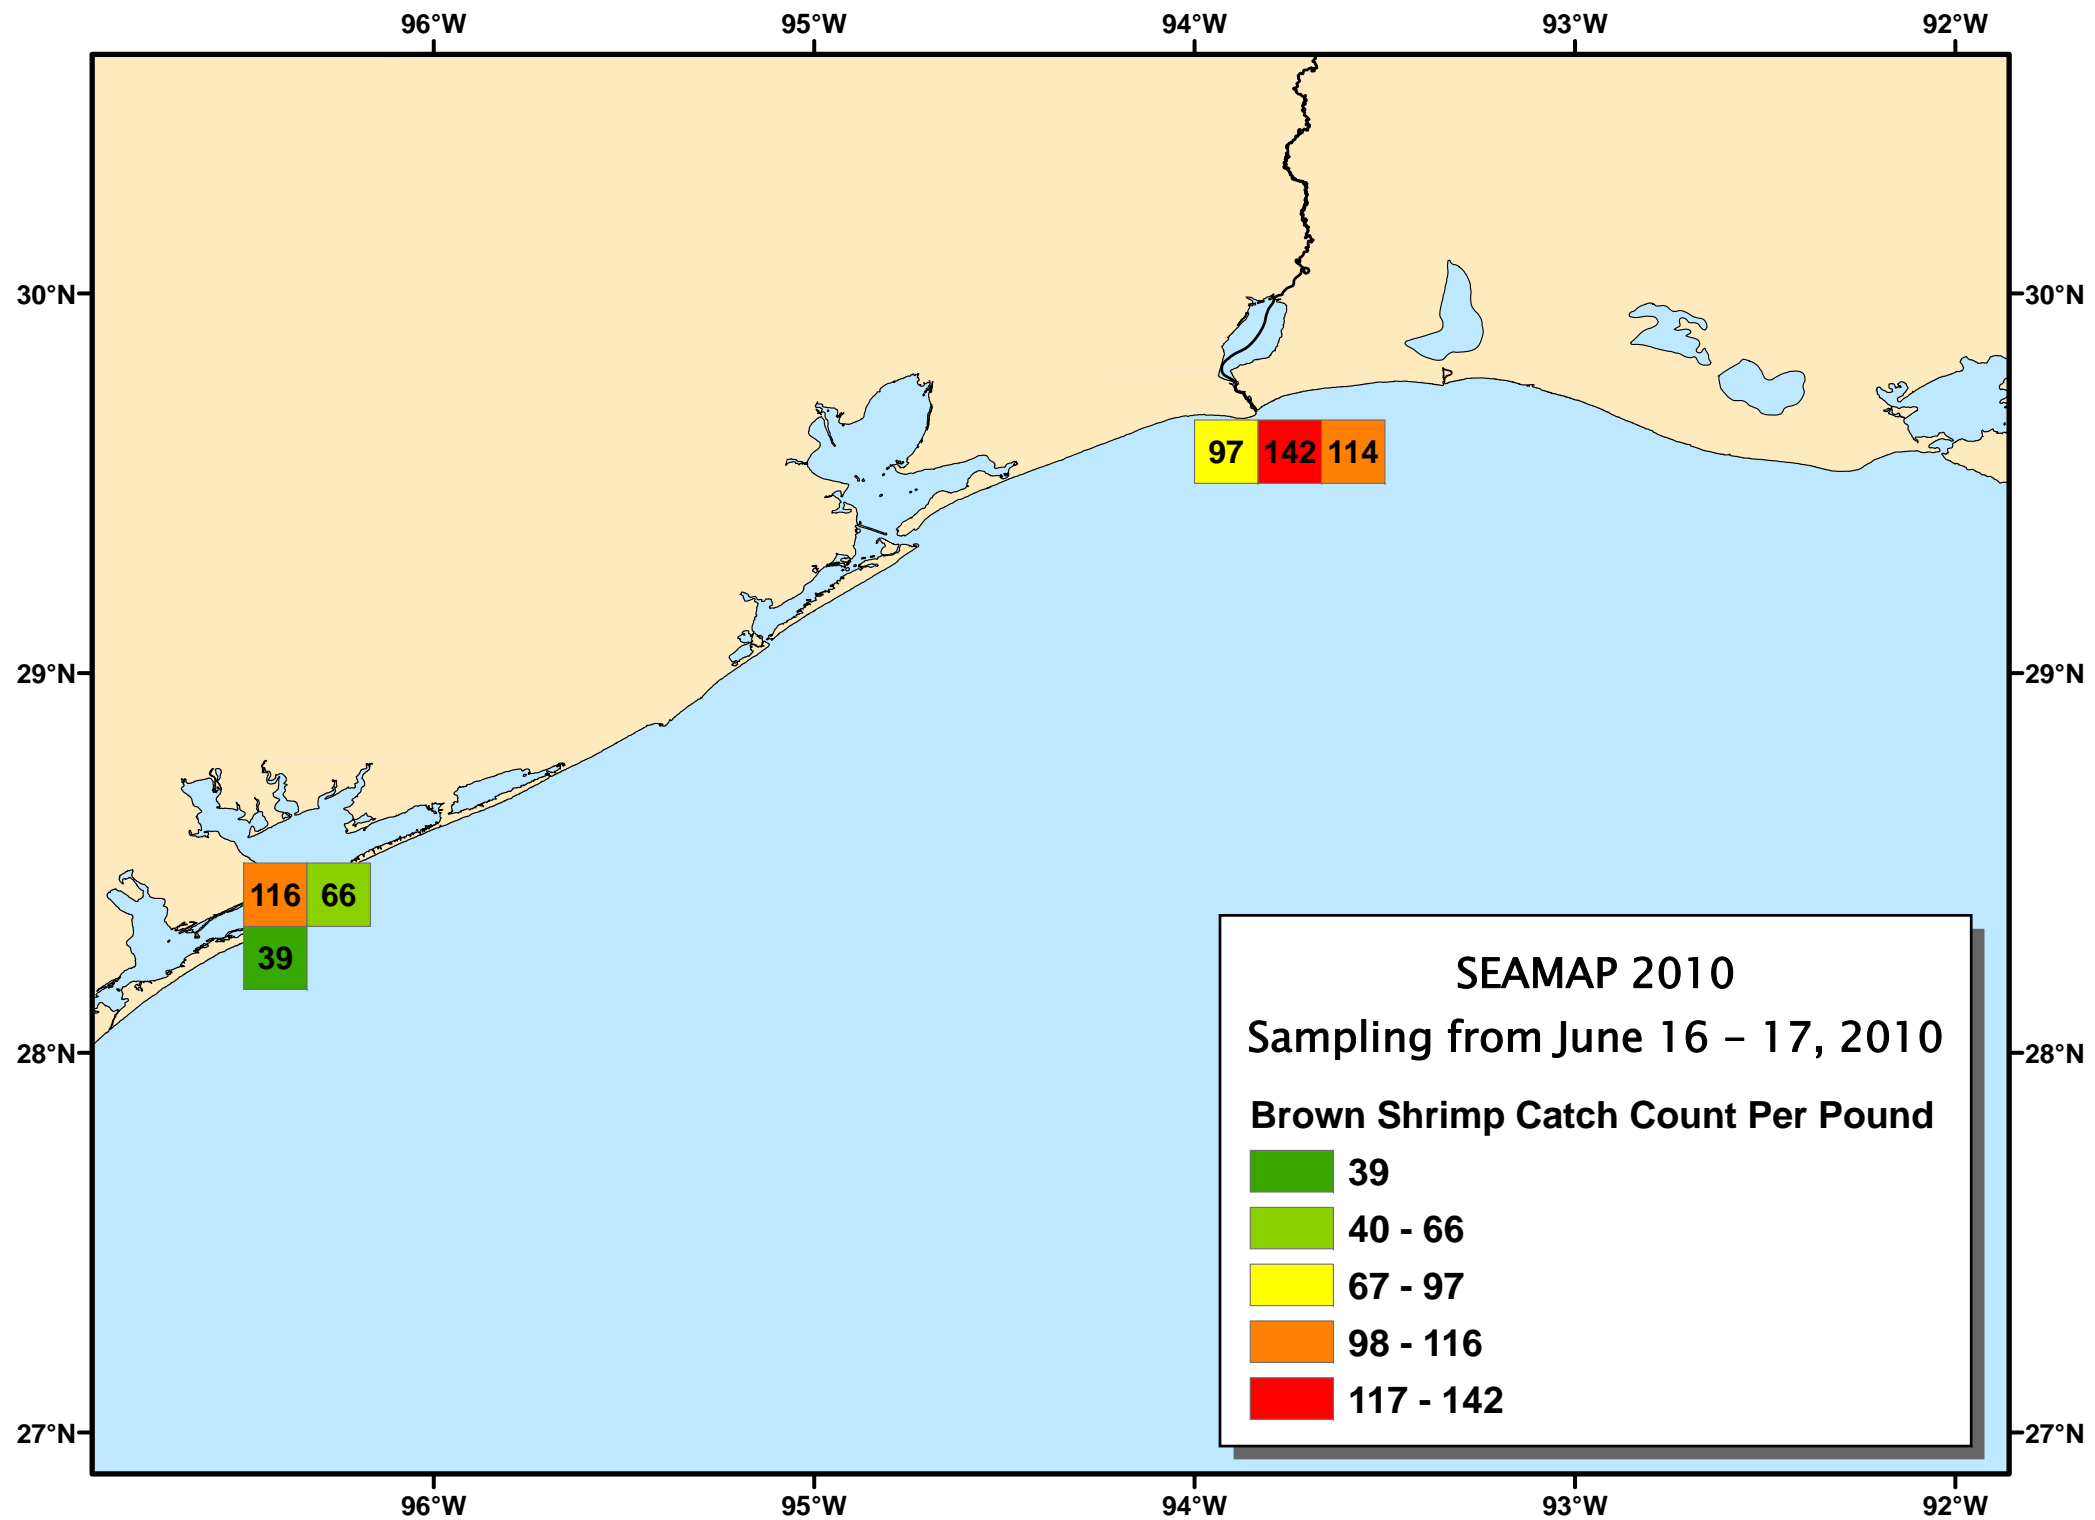 96°W 95°W 94°W 93°W 92°W
30°N 30°N
97 142 114
29°N 29°N
116 66
39
SEAMAP 2010
Sampling from June 16 – 17, 2010
28°N 28°N
Brown Shrimp Catch Count Per Pound
39
40 - 66
67 - 97
98 - 116
117 - 142
27°N 27°N
96°W 95°W 94°W 93°W 92°W